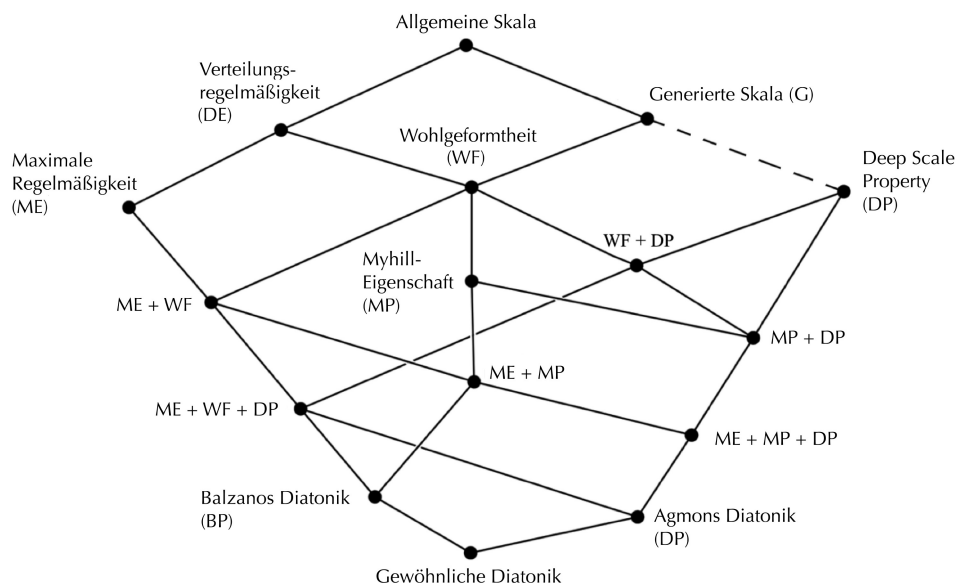 Allgemeine Skala
Verteilungs-
regelmäßigkeit
(DE)
Generierte Skala (G)
Wohlgeformtheit
(WF)
Maximale
Regelmäßigkeit
(ME)
Deep Scale
Property
(DP)
WF + DP
Myhill-
Eigenschaft
(MP)
ME + WF
MP + DP
ME + MP
ME + WF + DP
ME + MP + DP
Balzanos Diatonik
(BP)
Agmons Diatonik
(DP)
Gewöhnliche Diatonik